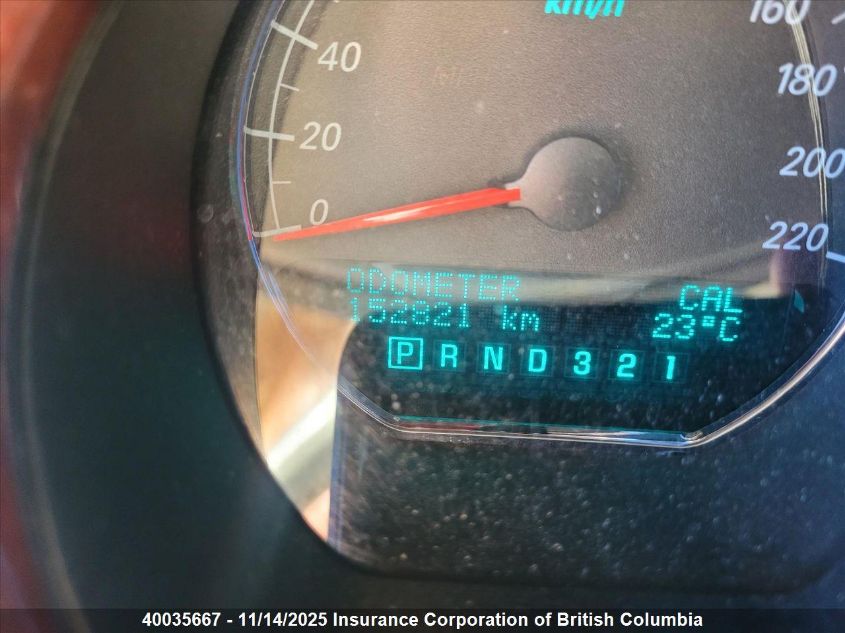 km/h
160
40
180
20
200
0
220
ODOMETER
CAL
152821 km
23°C
P R N D 3 2 1
40035667 - 11/14/2025 Insurance Corporation of British Columbia